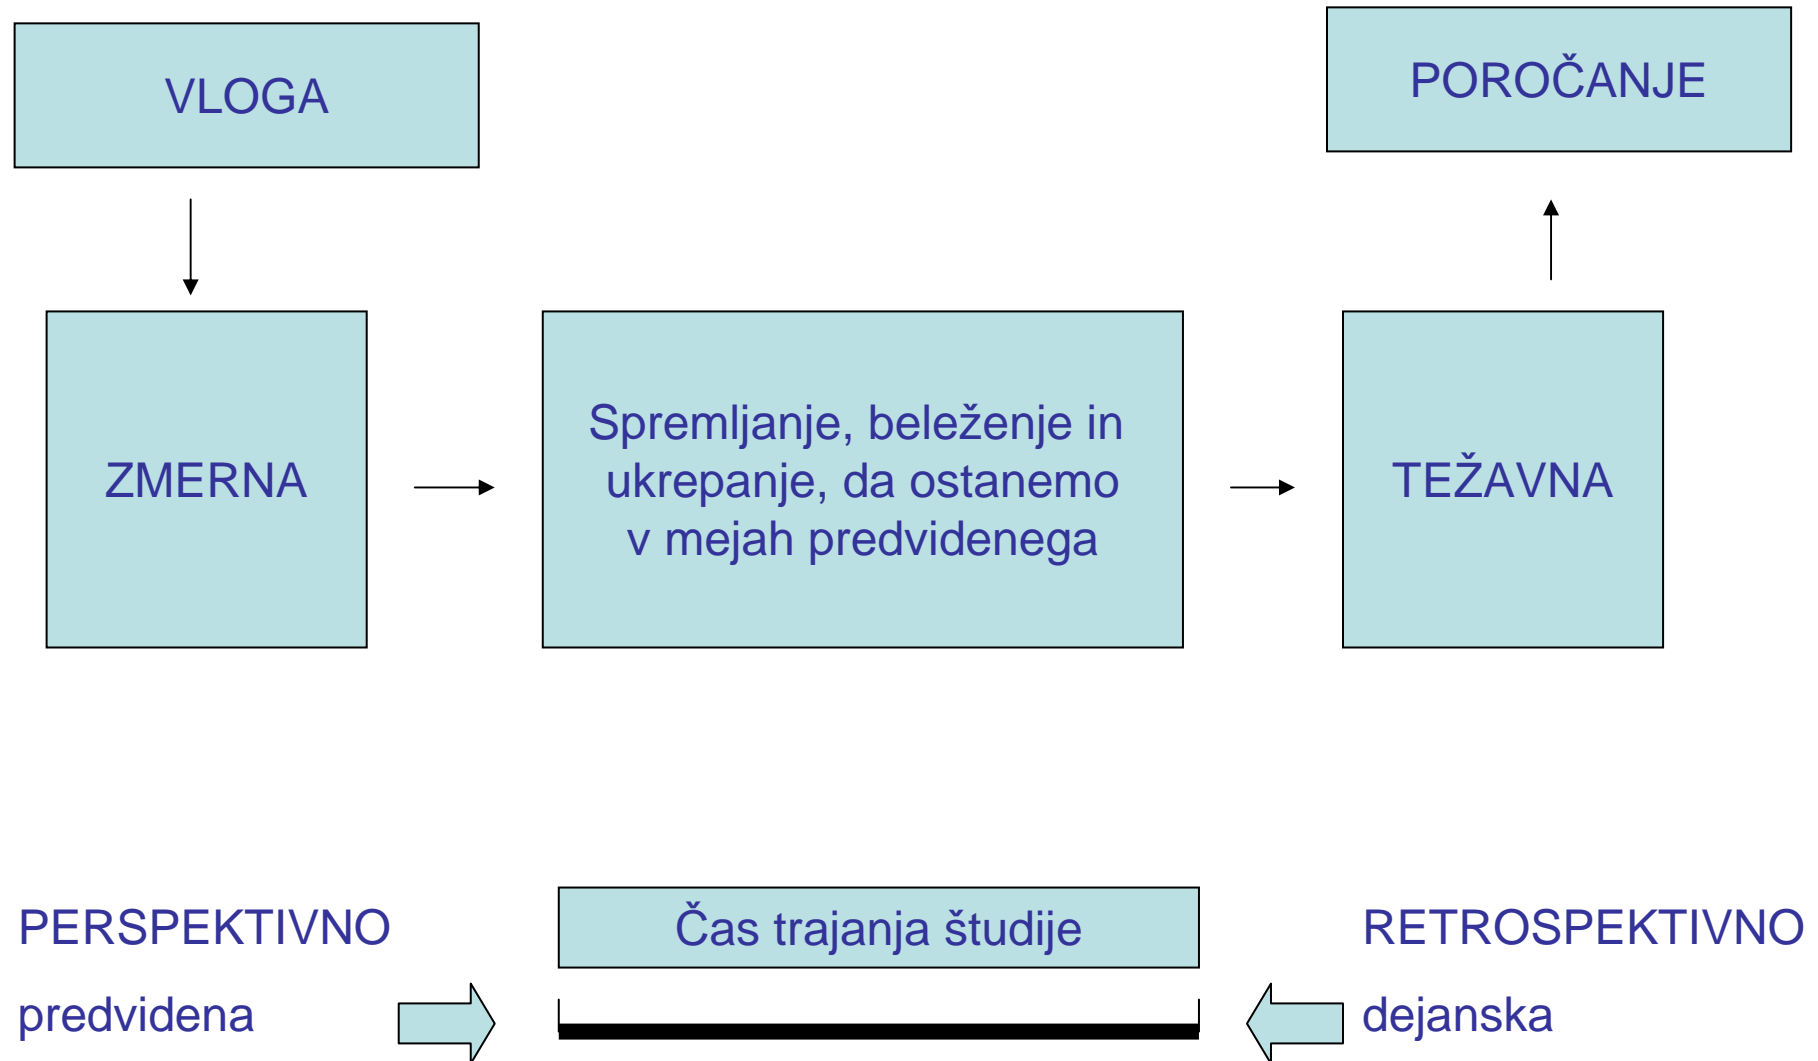 VLOGA
POROČANJE
ZMERNA
Spremljanje, beleženje in
ukrepanje, da ostanemo
v mejah predvidenega
TEŽAVNA
PERSPEKTIVNO
predvidena
Čas trajanja študije
RETROSPEKTIVNO
dejanska